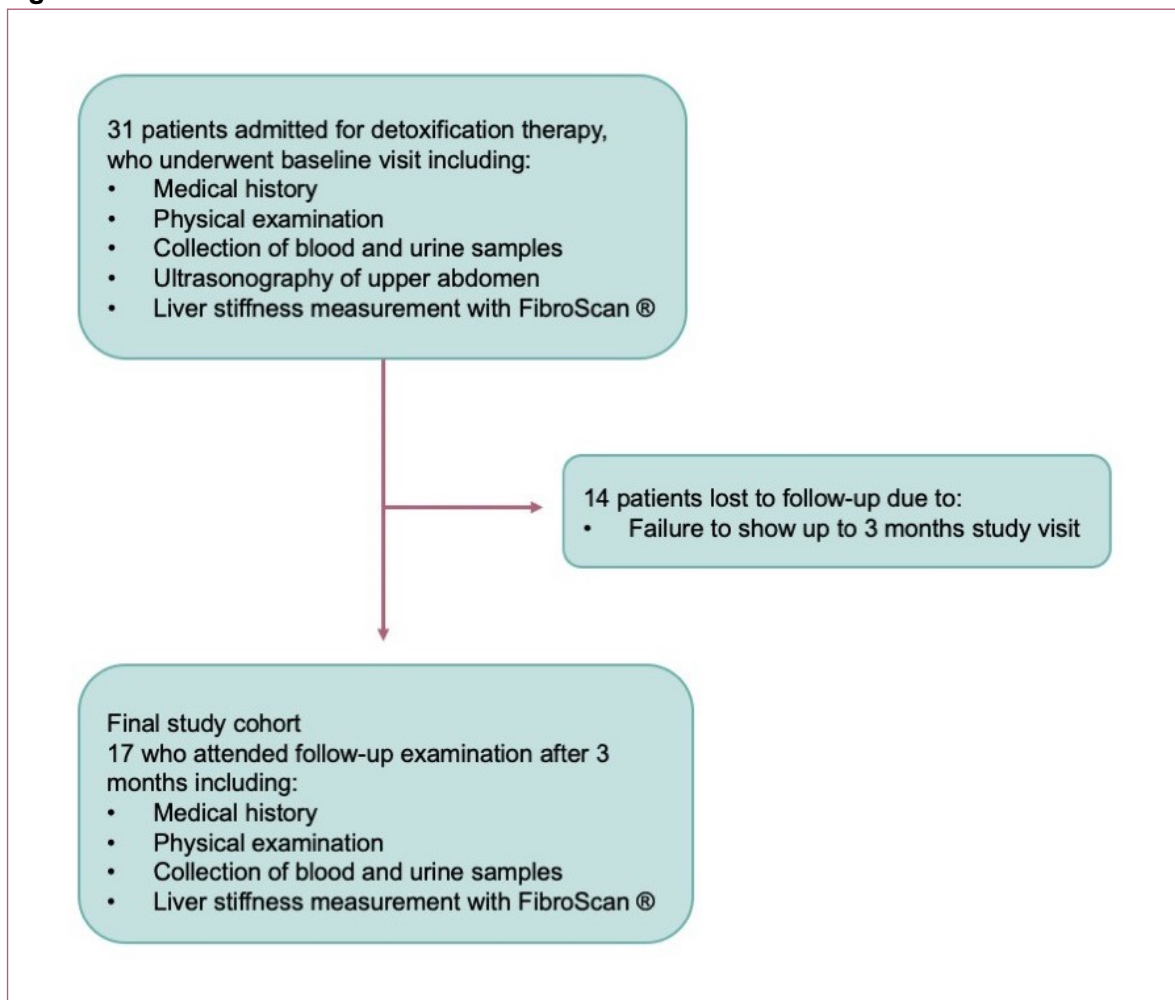 31 patients admitted for detoxification therapy,
who underwent baseline visit including:
• Medical history
• Physical examination
• Collection of blood and urine samples
• Ultrasonography of upper abdomen
• Liver stiffness measurement with FibroScan ®
14 patients lost to follow-up due to:
• Failure to show up to 3 months study visit
Final study cohort
17 who attended follow-up examination after 3
months including:
• Medical history
• Physical examination
• Collection of blood and urine samples
• Liver stiffness measurement with FibroScan ®